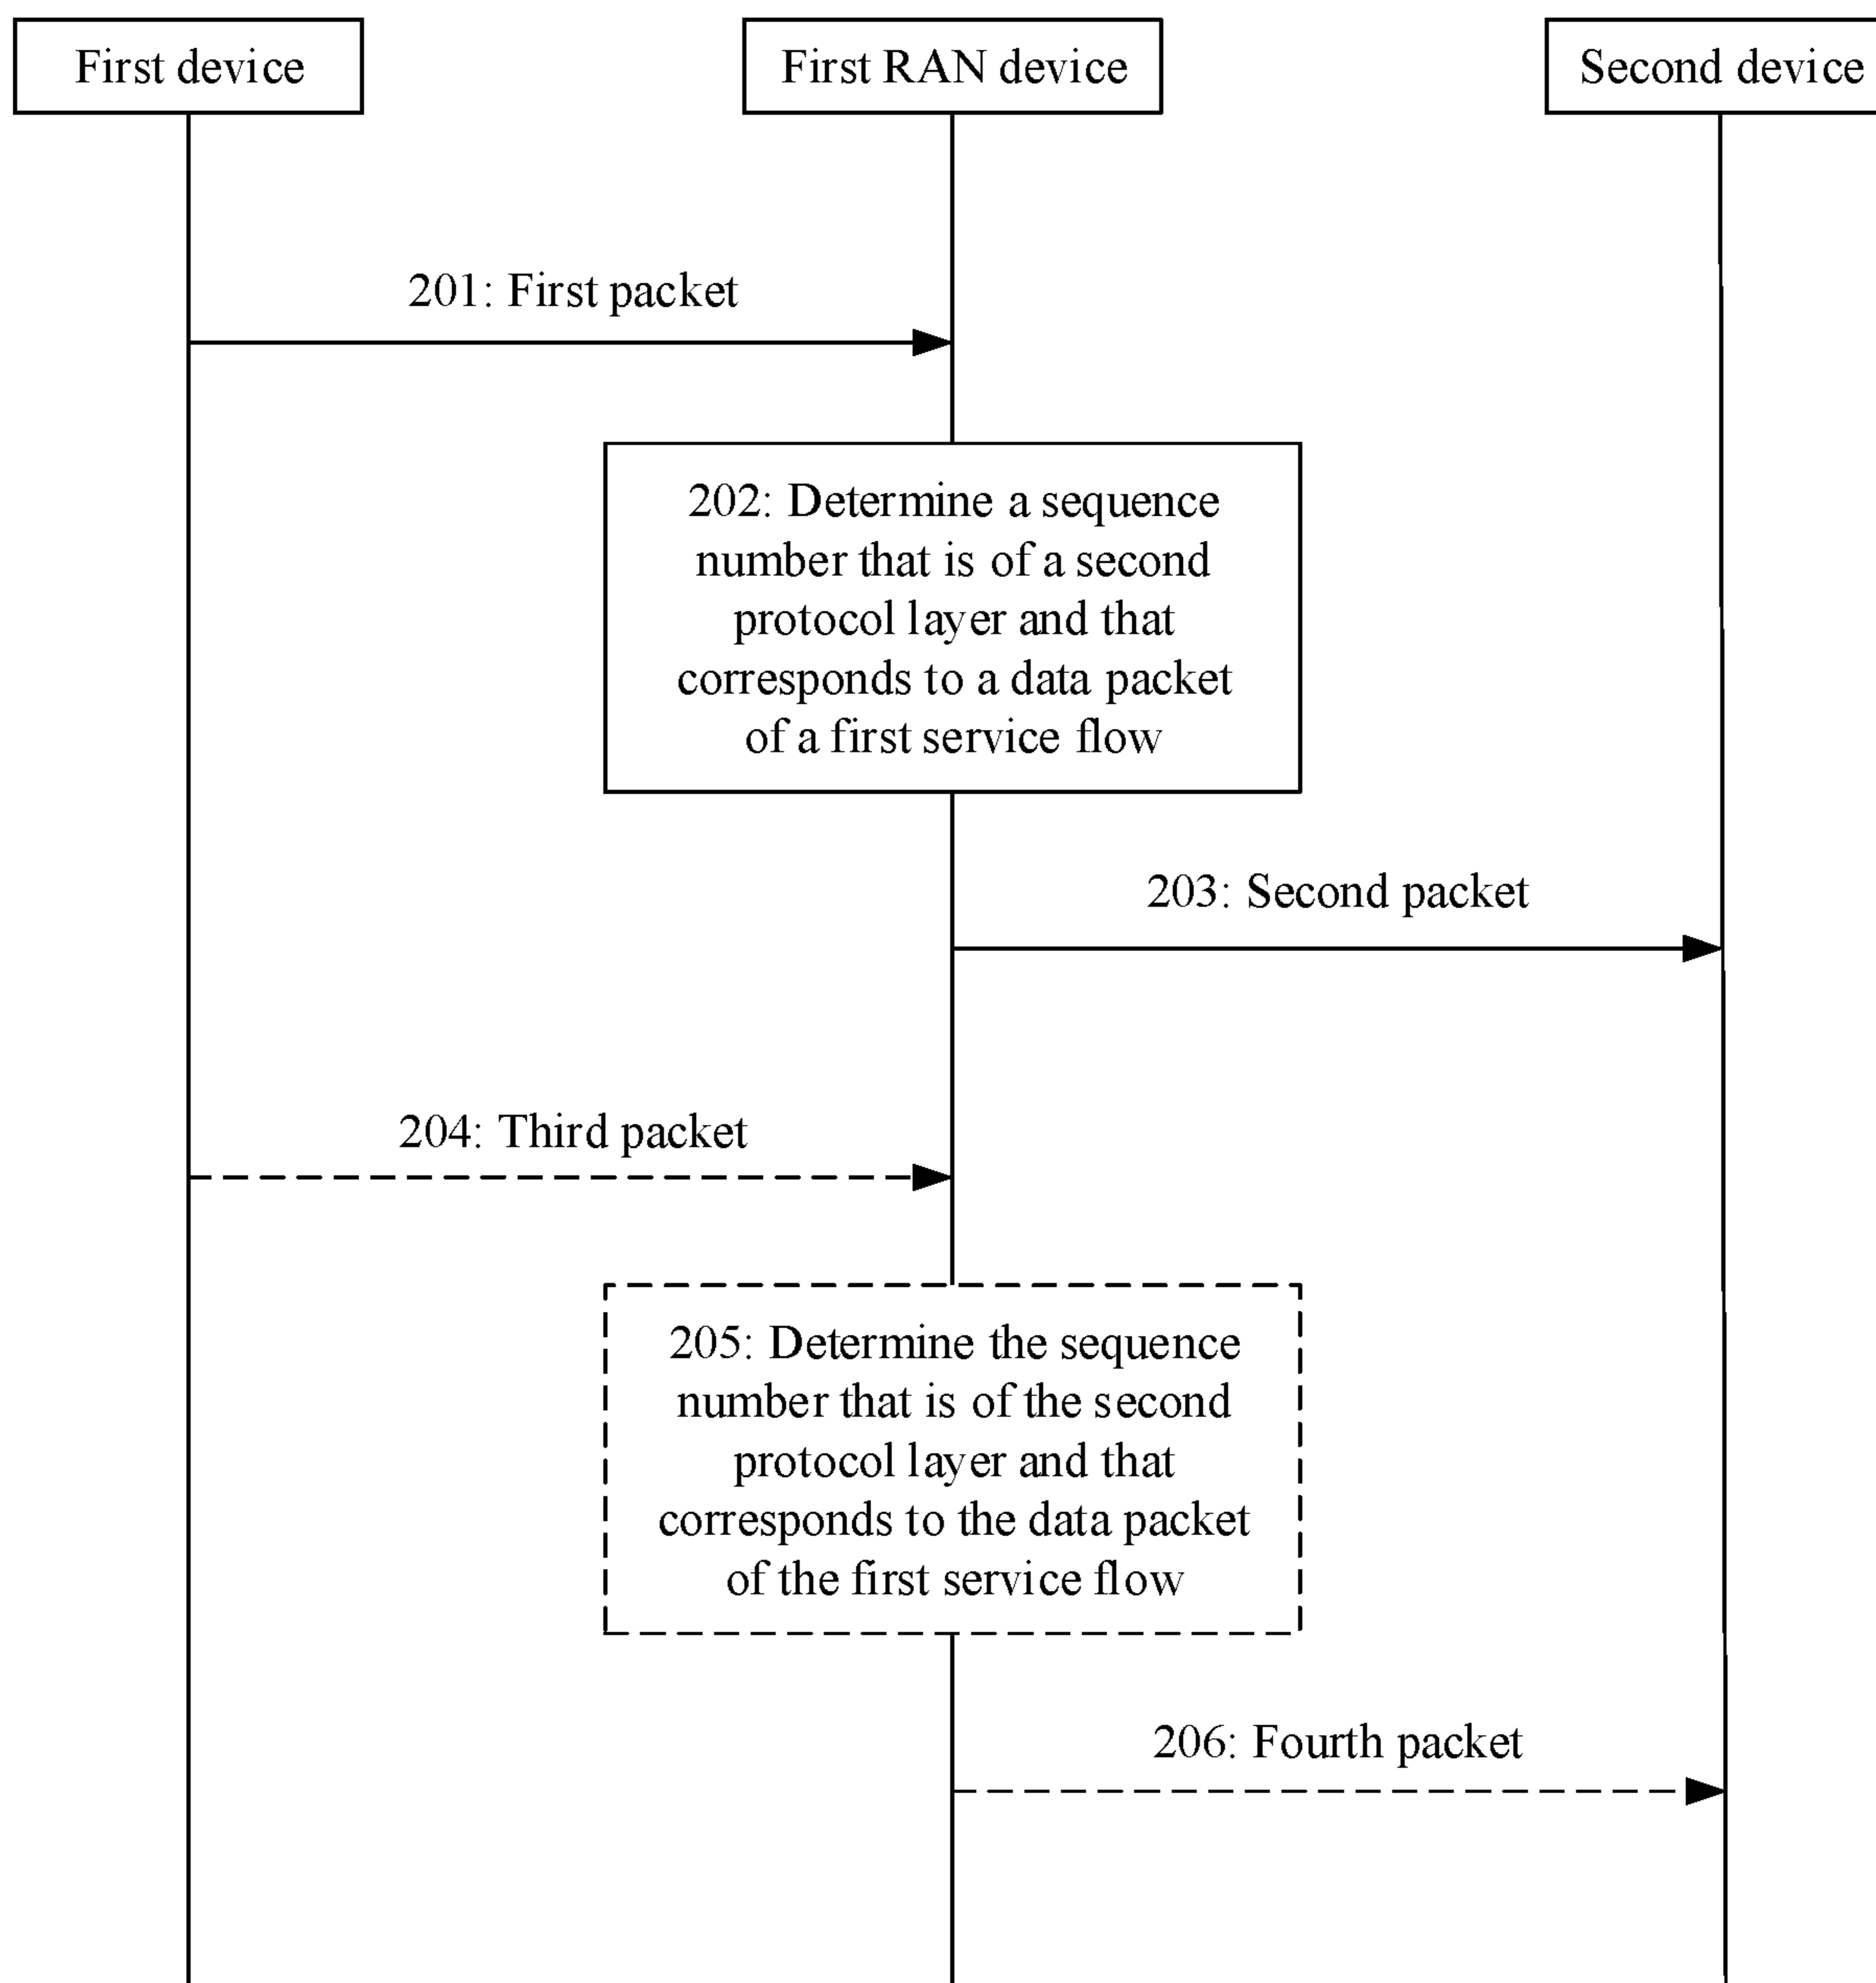 First device
First RAN device
Second device
201: First packet
202: Determine a sequence
number that is of a second
protocol layer and that
corresponds to a data packet
of a first service flow
203: Second packet
204: Third packet
205: Determine the sequence
number that is of the second
protocol layer and that
corresponds to the data packet
of the first service flow
206: Fourth packet